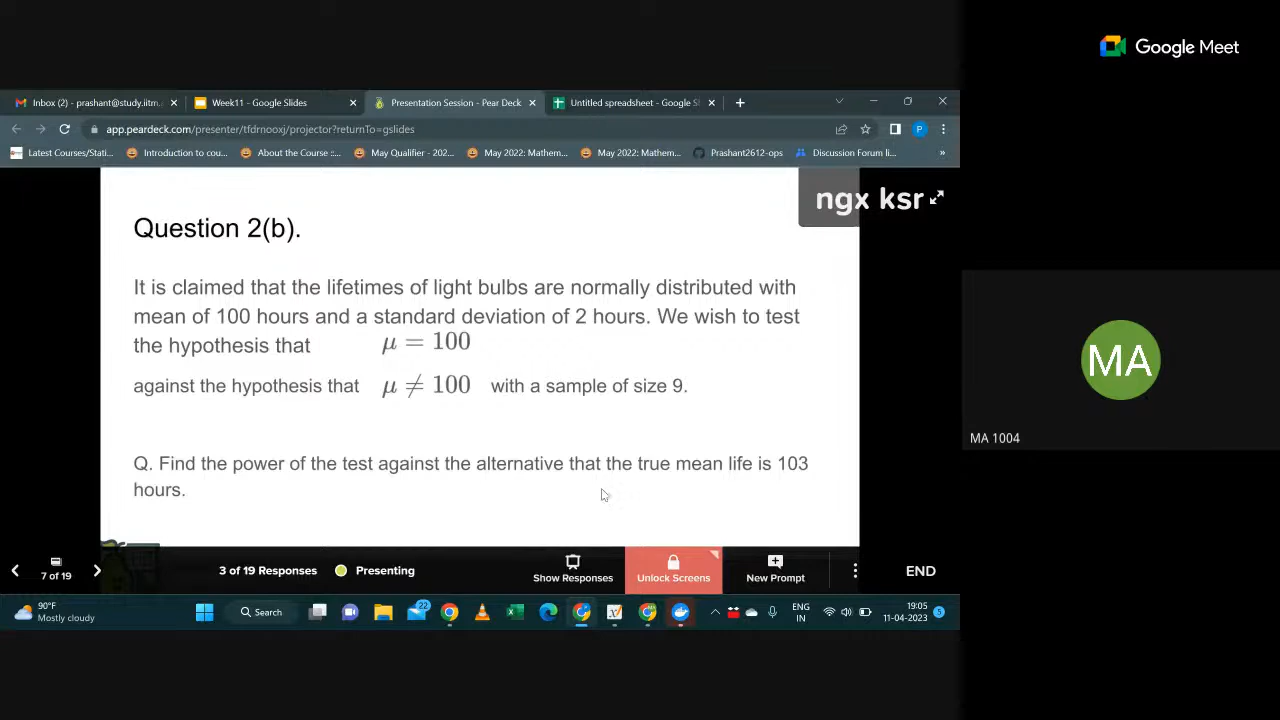 Google Meet
Inbox (2) - prashant@study.iitm.
Week11 - Google Slides
Presentation Session - Pear Deck
Untitled spreadsheet - Google S
app.peardeck.com/presenter/tfdrnooxj/projector?returnTo=gslides
P
Latest Courses/Stati...
Introduction to cou...
About the Course ::...
May Qualifier - 202...
May 2022: Mathem...
May 2022: Mathem...
Prashant2612-ops
Discussion Forum li...
»
ngx ksr
Question 2(b).
It is claimed that the lifetimes of light bulbs are normally distributed with
mean of 100 hours and a standard deviation of 2 hours. We wish to test
the hypothesis that μ = 100
against the hypothesis that μ ≠ 100 with a sample of size 9.
Q. Find the power of the test against the alternative that the true mean life is 103
hours.
MA
MA 1004
7 of 19
3 of 19 Responses
Presenting
Show Responses
Unlock Screens
New Prompt
END
90°F
Mostly cloudy
Search
22
ENG
IN
19:05
11-04-2023
5